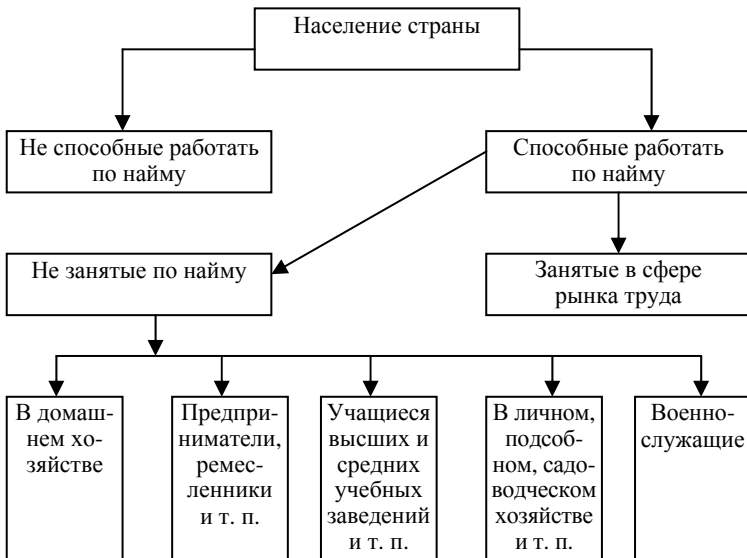 Население страны
Не способные работать
по найму
Способные работать
по найму
Не занятые по найму
Занятые в сфере
рынка труда
В домаш-
нем хо-
зяйстве
Предпри-
ниматели,
ремес-
ленники
и т. п.
Учащиеся
высших и
средних
учебных
заведений
и т. п.
В личном,
подсоб-
ном, садо-
водческом
хозяйстве
и т. п.
Военно-
служащие